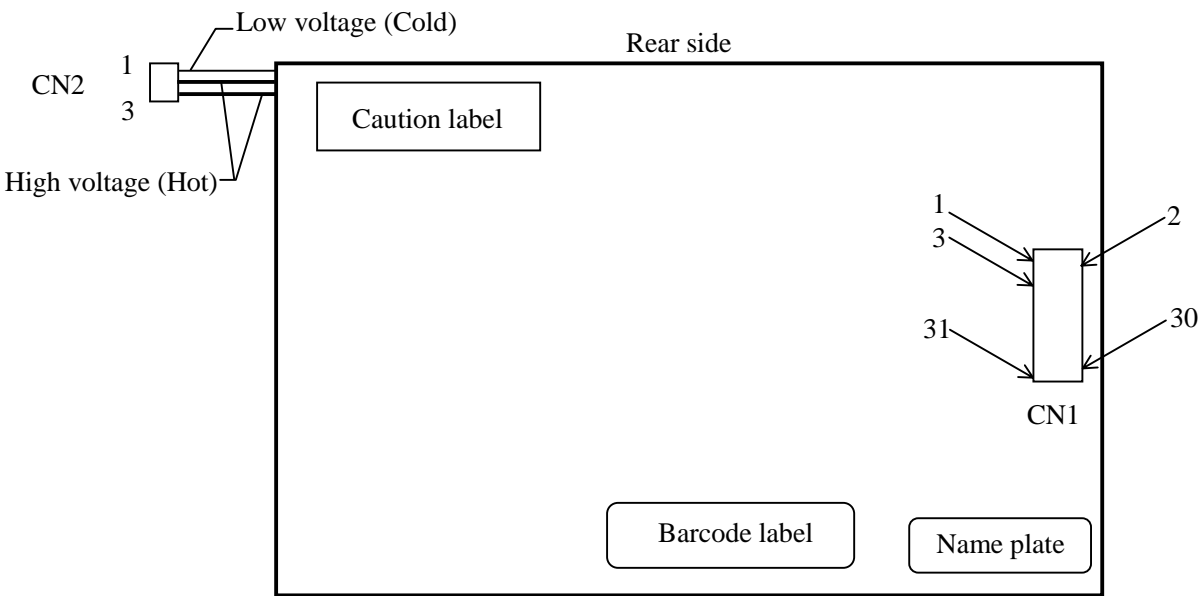 Low voltage (Cold)
Rear side
1
CN2
3
Caution label
High voltage (Hot)
1
2
3
31
30
CN1
Barcode label
Name plate